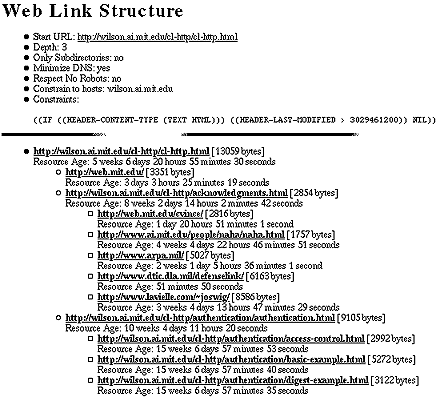 Web Link Structure
Start URL: http://wilson.ai.mit.edu/cl-http/cl-http.html
Depth: 3
Only Subdirectories: no
Minimize DNS: yes
Respect No Robots: no
Constrain to hosts: wilson.ai.mit.edu
Constraints:
((IF ((HEADER-CONTENT-TYPE (TEXT HTML))) ((HEADER-LAST-MODIFIED > 3029461200)) NIL))
http://wilson.ai.mit.edu/cl-http/cl-http.html [13059 bytes]
Resource Age: 5 weeks 6 days 20 hours 55 minutes 30 seconds
http://web.mit.edu/ [3351 bytes]
Resource Age: 3 days 3 hours 25 minutes 19 seconds
http://wilson.ai.mit.edu/cl-http/acknowledgments.html [2854 bytes]
Resource Age: 8 weeks 2 days 14 hours 2 minutes 42 seconds
http://web.mit.edu/cvince/ [2816 bytes]
Resource Age: 1 day 20 hours 51 minutes 1 second
http://www.ai.mit.edu/people/naha/naha.html [1757 bytes]
Resource Age: 4 weeks 4 days 22 hours 46 minutes 51 seconds
http://www.arpa.mil/ [5027 bytes]
Resource Age: 2 weeks 1 day 5 hours 36 minutes 1 second
http://www.dtic.dla.mil/defenselink/ [6163 bytes]
Resource Age: 51 minutes 50 seconds
http://www.lavielle.com/~joswig/ [8586 bytes]
Resource Age: 3 weeks 4 days 13 hours 47 minutes 29 seconds
http://wilson.ai.mit.edu/cl-http/authentication/authentication.html [9105 bytes]
Resource Age: 10 weeks 4 days 11 hours 20 seconds
http://wilson.ai.mit.edu/cl-http/authentication/access-control.html [2992 bytes]
Resource Age: 15 weeks 6 days 57 minutes 53 seconds
http://wilson.ai.mit.edu/cl-http/authentication/basic-example.html [5272 bytes]
Resource Age: 15 weeks 6 days 57 minutes 40 seconds
http://wilson.ai.mit.edu/cl-http/authentication/digest-example.html [3122 bytes]
Resource Age: 15 weeks 6 days 57 minutes 35 seconds